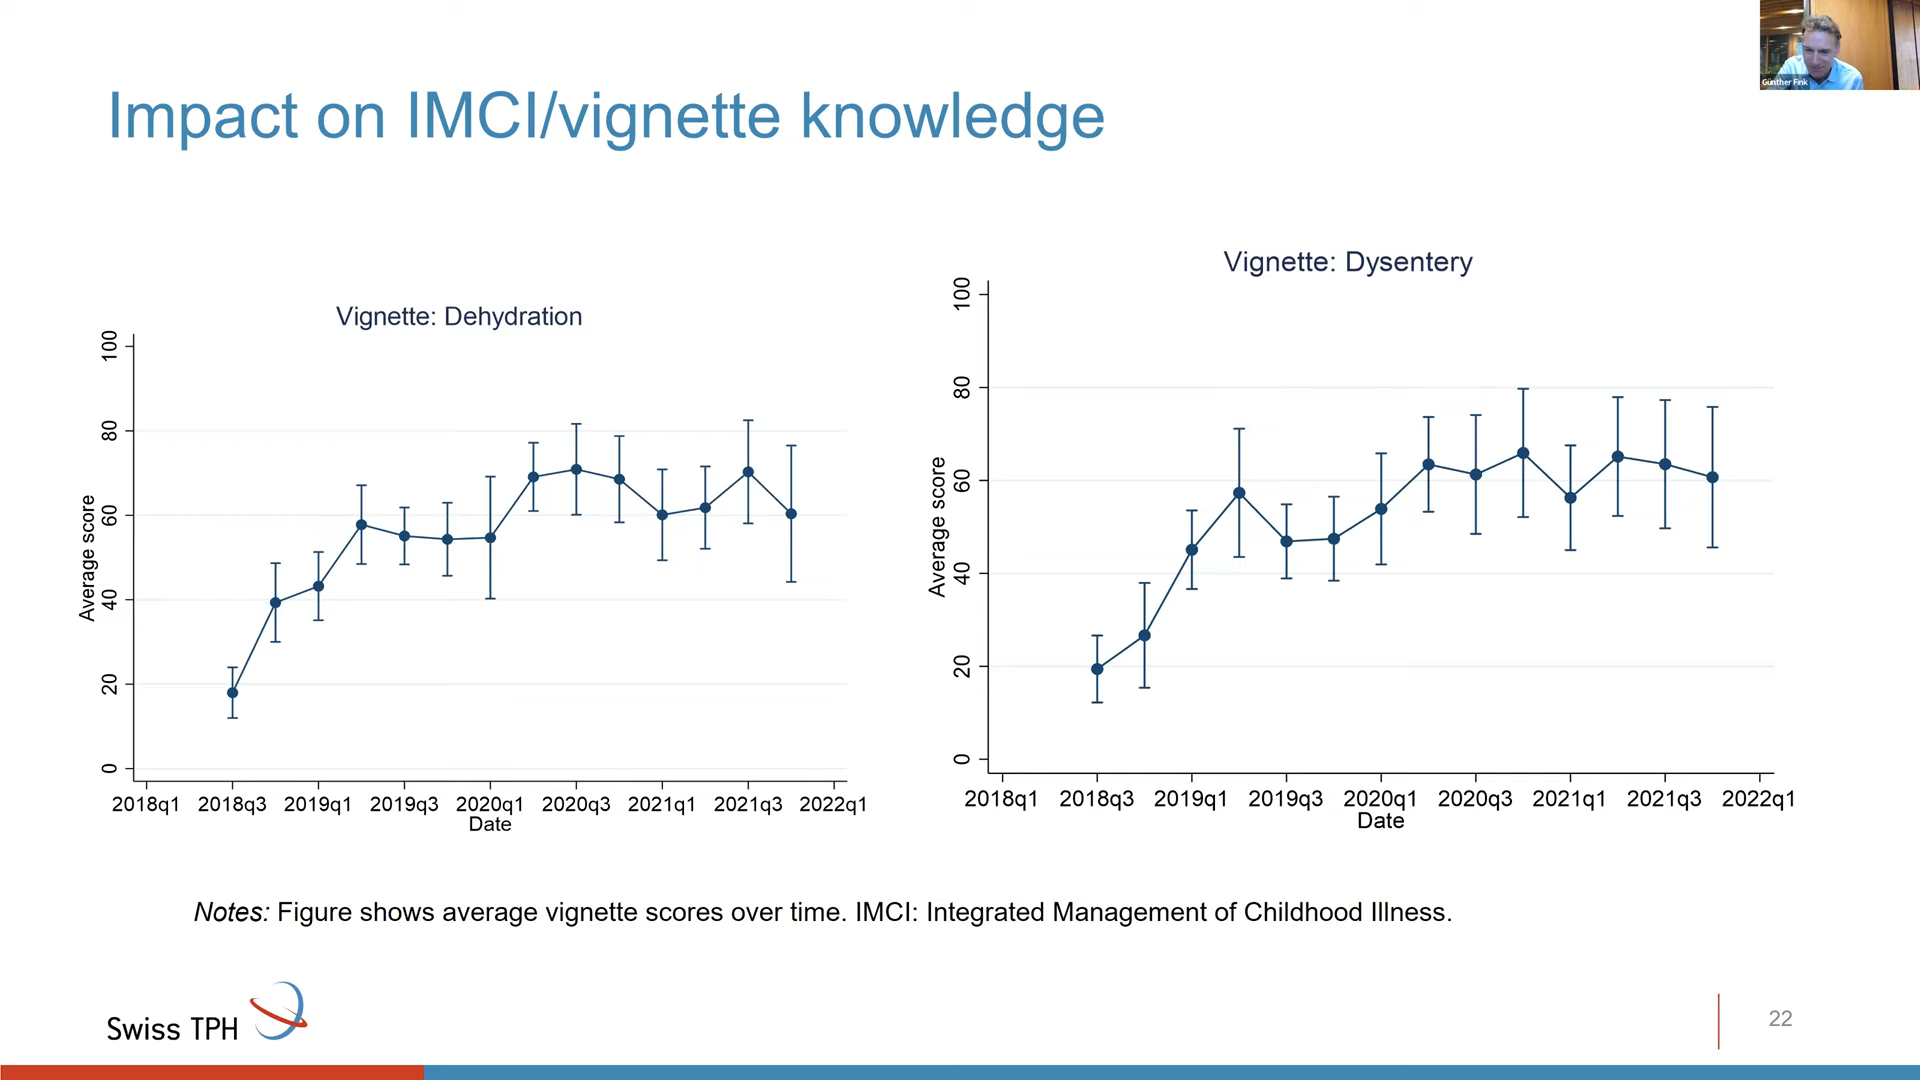 Günther Fink
Impact on IMCI/vignette knowledge
Vignette: Dehydration
Average score
100
80
60
40
20
0
2018q1 2018q3 2019q1 2019q3 2020q1 2020q3 2021q1 2021q3 2022q1
Date
Vignette: Dysentery
Average score
100
80
60
40
20
0
2018q1 2018q3 2019q1 2019q3 2020q1 2020q3 2021q1 2021q3 2022q1
Date
Notes: Figure shows average vignette scores over time. IMCI: Integrated Management of Childhood Illness.
Swiss TPH
22